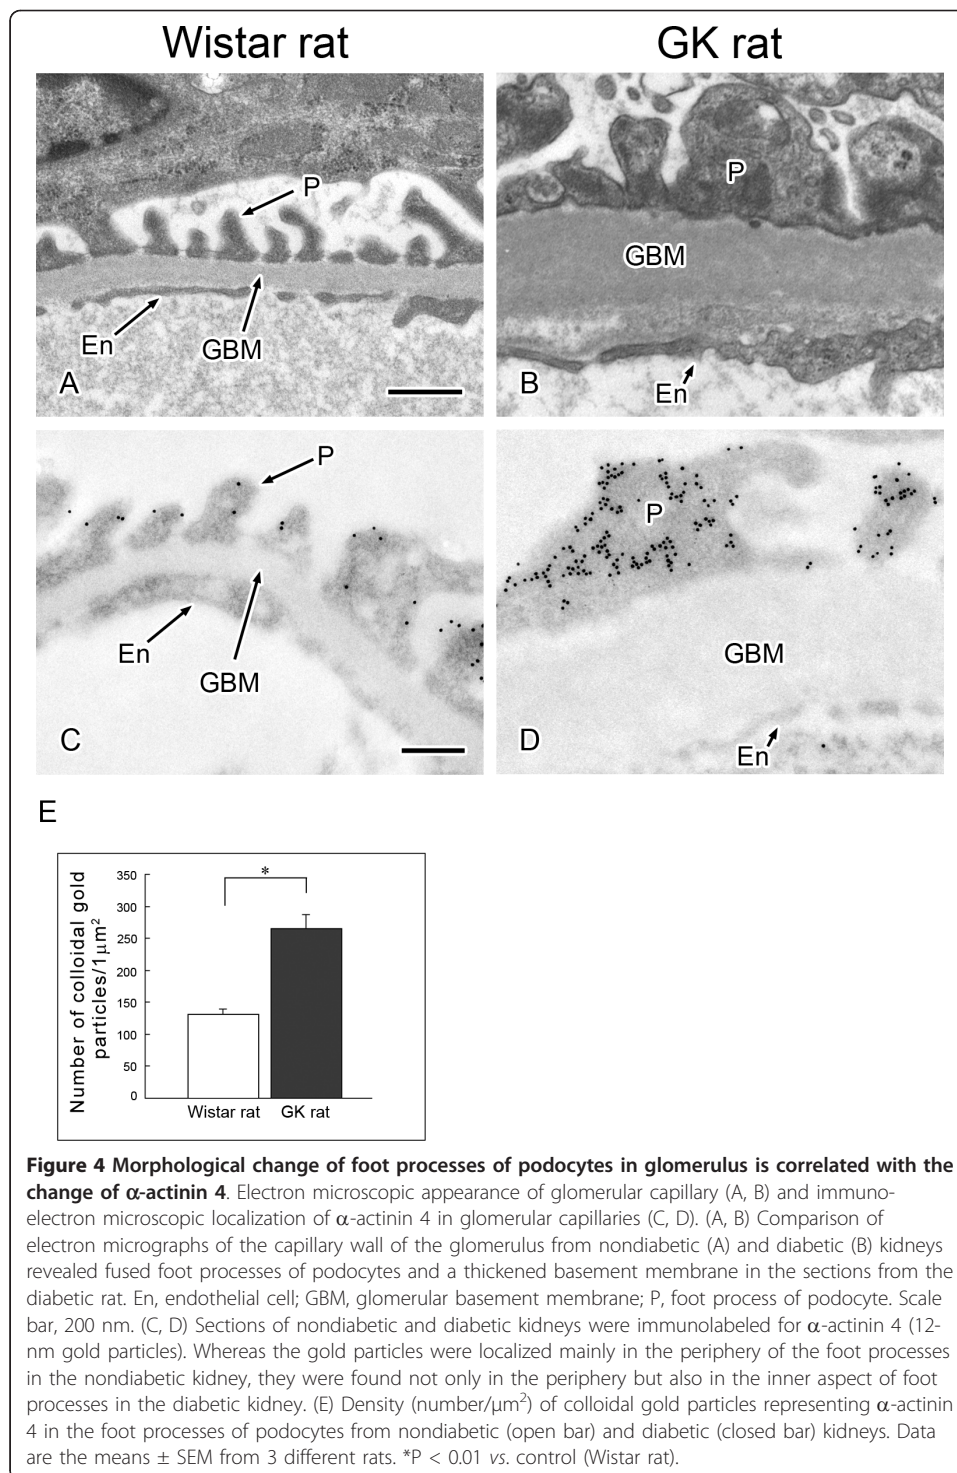 Wistar rat
GK rat
P
En
GBM
A
P
GBM
En
B
P
En
GBM
C
P
GBM
En
D
E
Number of colloidal gold
particles/1μm²
350
300
250
200
150
100
50
0
*
Wistar rat
GK rat
Figure 4 Morphological change of foot processes of podocytes in glomerulus is correlated with the
change of α-actinin 4. Electron microscopic appearance of glomerular capillary (A, B) and immuno-
electron microscopic localization of α-actinin 4 in glomerular capillaries (C, D). (A, B) Comparison of
electron micrographs of the capillary wall of the glomerulus from nondiabetic (A) and diabetic (B) kidneys
revealed fused foot processes of podocytes and a thickened basement membrane in the sections from the
diabetic rat. En, endothelial cell; GBM, glomerular basement membrane; P, foot process of podocyte. Scale
bar, 200 nm. (C, D) Sections of nondiabetic and diabetic kidneys were immunolabeled for α-actinin 4 (12-
nm gold particles). Whereas the gold particles were localized mainly in the periphery of the foot processes
in the nondiabetic kidney, they were found not only in the periphery but also in the inner aspect of foot
processes in the diabetic kidney. (E) Density (number/μm²) of colloidal gold particles representing α-actinin
4 in the foot processes of podocytes from nondiabetic (open bar) and diabetic (closed bar) kidneys. Data
are the means ± SEM from 3 different rats. *P < 0.01 vs. control (Wistar rat).